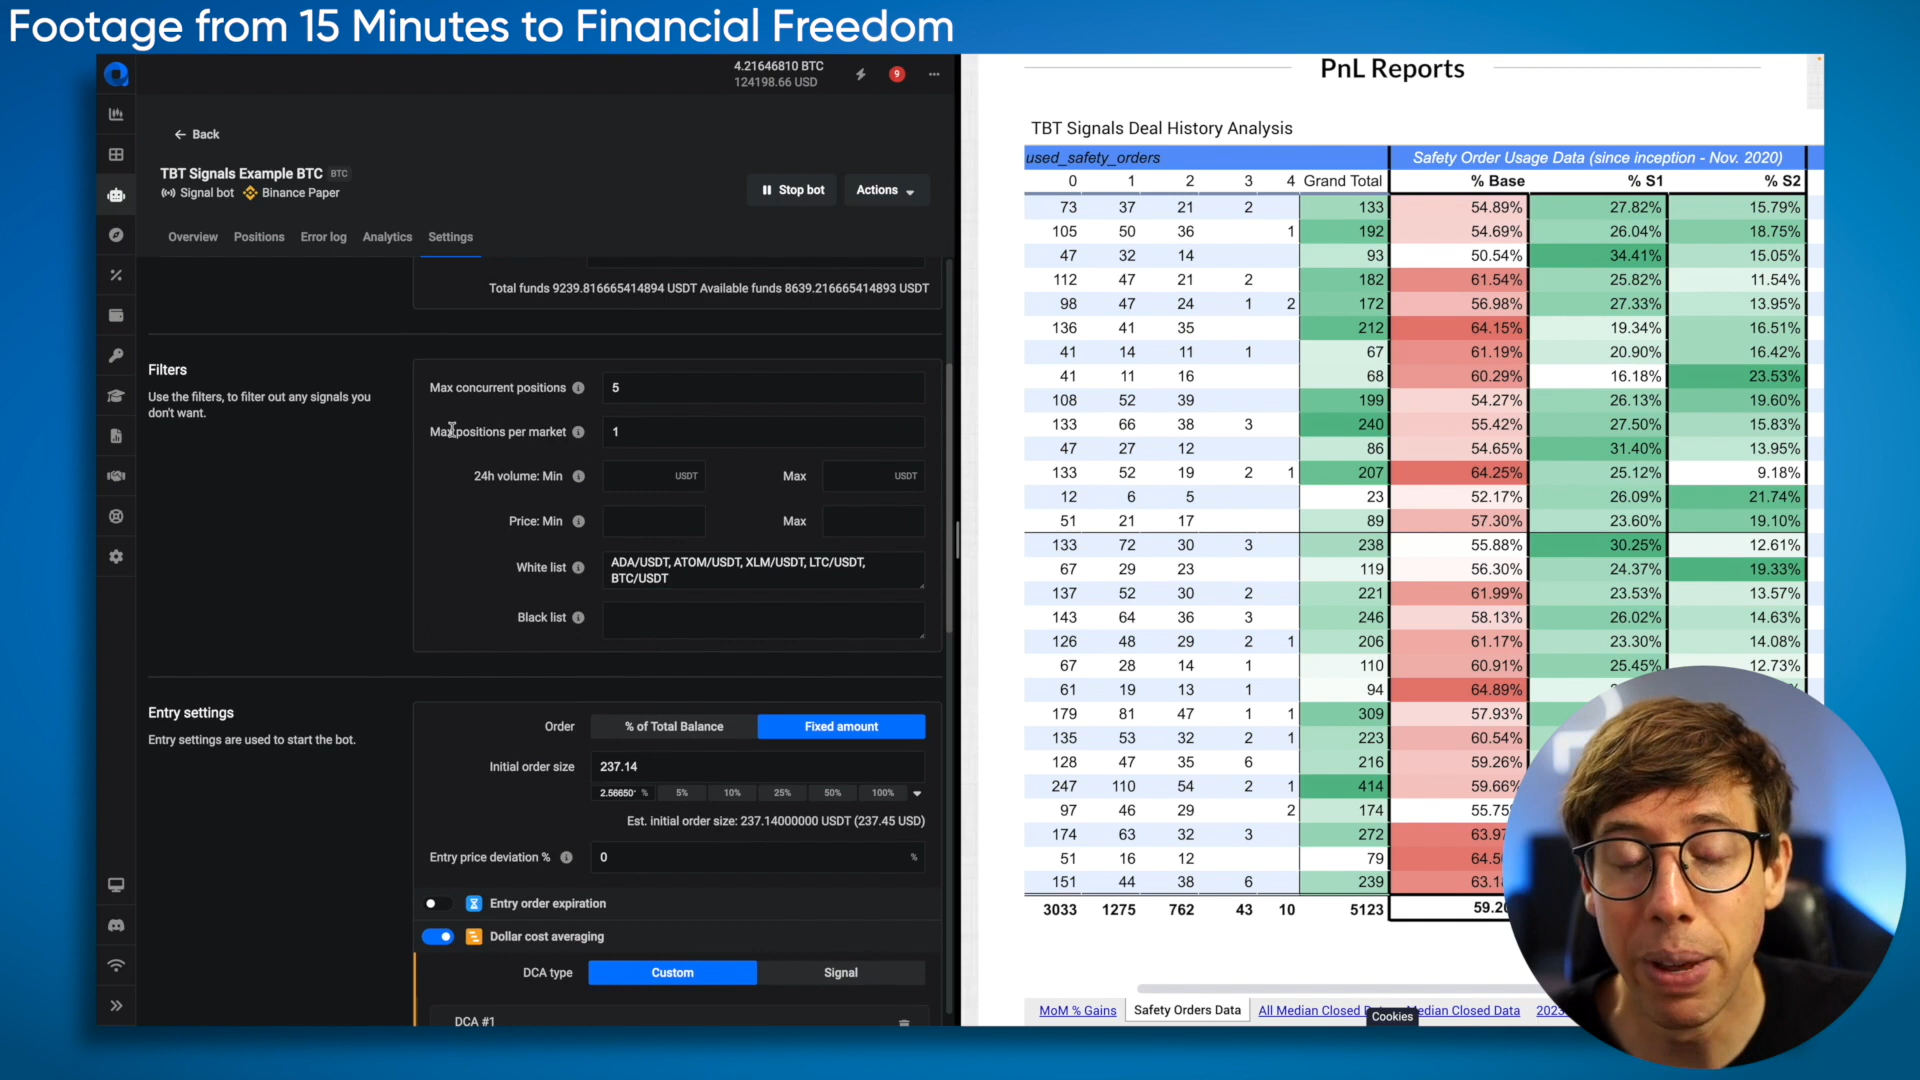 Footage from 15 Minutes to Financial Freedom
4.21646810 BTC
124198.66 USD
9
Back
TBT Signals Example BTC BTC
Signal bot Binance Paper
Stop bot
Actions
Overview Positions Error log Analytics Settings
Total funds 9239.816665414894 USDT Available funds 8639.216665414893 USDT
Filters
Use the filters, to filter out any signals you
don't want.
Max concurrent positions 5
Max positions per market 1
24h volume: Min USDT Max USDT
Price: Min Max
White list ADA/USDT, ATOM/USDT, XLM/USDT, LTC/USDT,
BTC/USDT
Black list
Entry settings
Entry settings are used to start the bot.
Order % of Total Balance Fixed amount
Initial order size 237.14
2.56650 % 5% 10% 25% 50% 100%
Est. initial order size: 237.14000000 USDT (237.45 USD)
Entry price deviation % 0 %
Entry order expiration
Dollar cost averaging
DCA type Custom Signal
DCA #1
PnL Reports
TBT Signals Deal History Analysis
used_safety_orders Safety Order Usage Data (since inception - Nov. 2020)
0 1 2 3 4 Grand Total % Base % S1 % S2
73 37 21 2 133 54.89% 27.82% 15.79%
105 50 36 1 192 54.69% 26.04% 18.75%
47 32 14 93 50.54% 34.41% 15.05%
112 47 21 2 182 61.54% 25.82% 11.54%
98 47 24 1 2 172 56.98% 27.33% 13.95%
136 41 35 212 64.15% 19.34% 16.51%
41 14 11 1 67 61.19% 20.90% 16.42%
41 11 16 68 60.29% 16.18% 23.53%
108 52 39 199 54.27% 26.13% 19.60%
133 66 38 3 240 55.42% 27.50% 15.83%
47 27 12 86 54.65% 31.40% 13.95%
133 52 19 2 1 207 64.25% 25.12% 9.18%
12 6 5 23 52.17% 26.09% 21.74%
51 21 17 89 57.30% 23.60% 19.10%
133 72 30 3 238 55.88% 30.25% 12.61%
67 29 23 119 56.30% 24.37% 19.33%
137 52 30 2 221 61.99% 23.53% 13.57%
143 64 36 3 246 58.13% 26.02% 14.63%
126 48 29 2 1 206 61.17% 23.30% 14.08%
67 28 14 1 110 60.91% 25.45% 12.73%
61 19 13 1 94 64.89%
179 81 47 1 1 309 57.93%
135 53 32 2 1 223 60.54%
128 47 35 6 216 59.26%
247 110 54 2 1 414 59.66%
97 46 29 2 174 55.75
174 63 32 3 272 63.97
51 16 12 79 64.5
151 44 38 6 239 63.1
3033 1275 762 43 10 5123 59.20
MoM % Gains Safety Orders Data All Median Closed D Median Closed Data 2023
Cookies